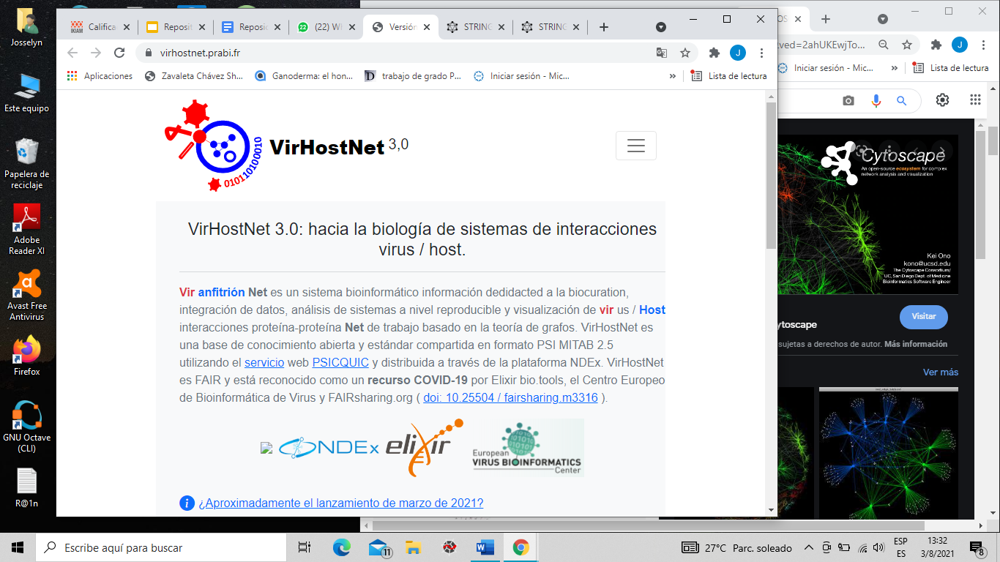 Josselyn
Este equipo
Papelera de
reciclaje
Adobe
Reader XI
Avast Free
Antivirus
Firefox
GNU Octave
(CLI)
R@1n
Califica
Reposit
Reposic
(22) W
Versión
STRING
STRING
virhostnet.prabi.fr
Aplicaciones
Zavaleta Chávez Sh...
Ganoderma: el hon...
trabajo de grado P...
Iniciar sesión - Mic...
»
Lista de lectura
VirHostNet 3,0
010110100010
VirHostNet 3.0: hacia la biología de sistemas de interacciones
virus / host.
Vir anfitrión Net es un sistema bioinformático información dedidacted a la biocuration,
integración de datos, análisis de sistemas a nivel reproducible y visualización de vir us / Host
interacciones proteína-proteína Net de trabajo basado en la teoría de grafos. VirHostNet es
una base de conocimiento abierta y estándar compartida en formato PSI MITAB 2.5
utilizando el servicio web PSICQUIC y distribuida a través de la plataforma NDEx. VirHostNet
es FAIR y está reconocido como un recurso COVID-19 por Elixir bio.tools, el Centro Europeo
de Bioinformática de Virus y FAIRsharing.org ( doi: 10.25504 / fairsharing.m3316 ).
NDEx
elixir
European
VIRUS BIOINFORMATICS
Center
¿Aproximadamente el lanzamiento de marzo de 2021?
J
ved=2ahUKEwjTo...
J
Iniciar sesión - Mic...
»
Lista de lectura
Cytoscape
An open-source ecosystem for complex
network analysis and visualization
Kei Ono
kono@ucsd.edu
The Cytoscape Consortium/
UC, San Diego Dept. of Medicine
Bioinformatics Software Engineer
ytoscape
Visitar
sujetas a derechos de autor. Más información
Ver más
Escribe aquí para buscar
11
27°C Parc. soleado
ESP
ES
13:32
3/8/2021
8